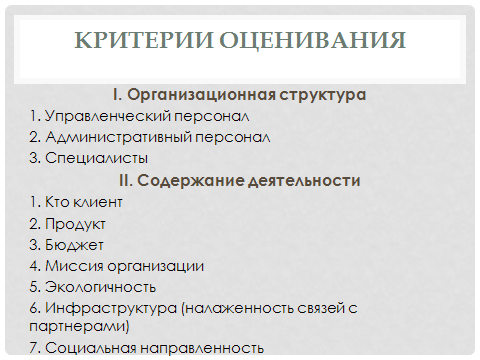 КРИТЕРИИ ОЦЕНИВАНИЯ
I. Организационная структура
1. Управленческий персонал
2. Административный персонал
3. Специалисты
II. Содержание деятельности
1. Кто клиент
2. Продукт
3. Бюджет
4. Миссия организации
5. Экологичность
6. Инфраструктура (налаженность связей с
партнерами)
7. Социальная направленность